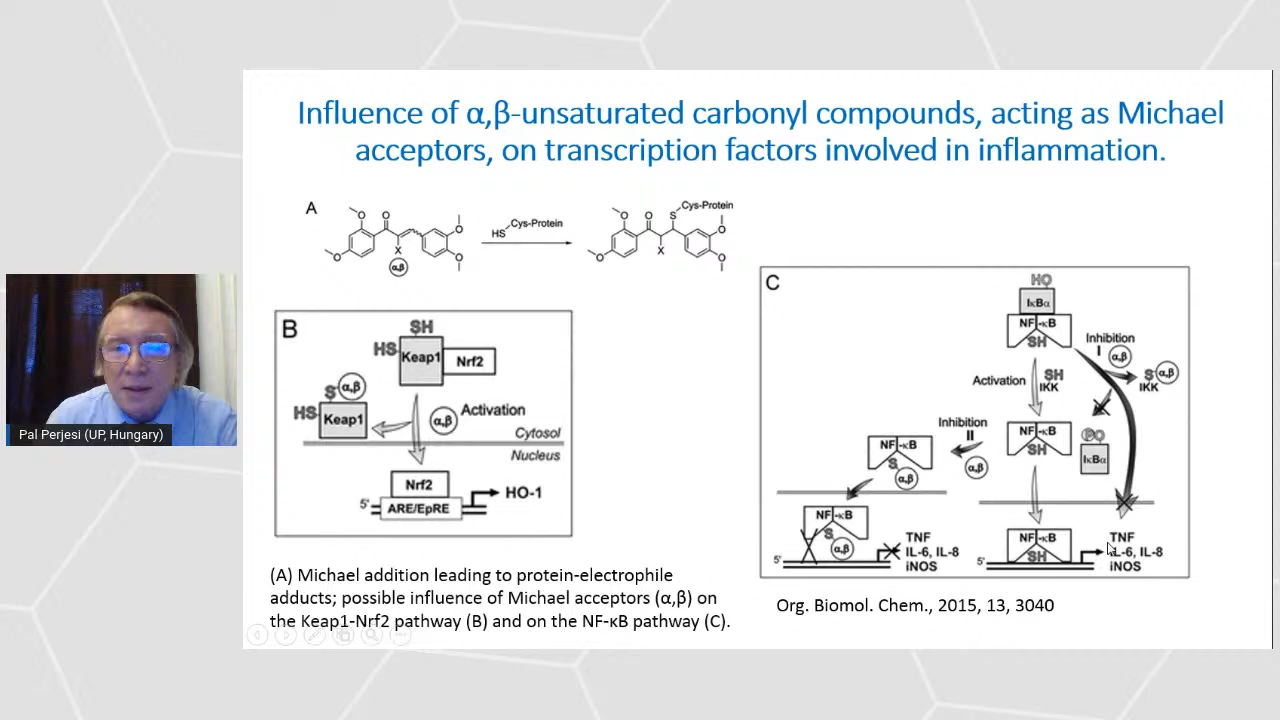 Influence of α,β-unsaturated carbonyl compounds, acting as Michael
acceptors, on transcription factors involved in inflammation.
A
O
O
O
X
O
O
α,β
HS
Cys-Protein
O
O
O
X
S
Cys-Protein
O
O
B
SH
HS
Keap1
Nrf2
S
α,β
HS
Keap1
α,β
Activation
Cytosol
Nucleus
Nrf2
5'
ARE/EpRE
HO-1
C
HO
IκBα
NF-κB
SH
Inhibition
I
α,β
Activation
SH
IKK
S
α,β
IKK
NF-κB
SH
IκBα
Inhibition
II
α,β
NF-κB
S
α,β
NF-κB
S
α,β
5'
TNF
IL-6, IL-8
iNOS
NF-κB
SH
5'
TNF
IL-6, IL-8
iNOS
(A) Michael addition leading to protein-electrophile
adducts; possible influence of Michael acceptors (α,β) on
the Keap1-Nrf2 pathway (B) and on the NF-κB pathway (C).
Org. Biomol. Chem., 2015, 13, 3040
Pal Perjesi (UP, Hungary)